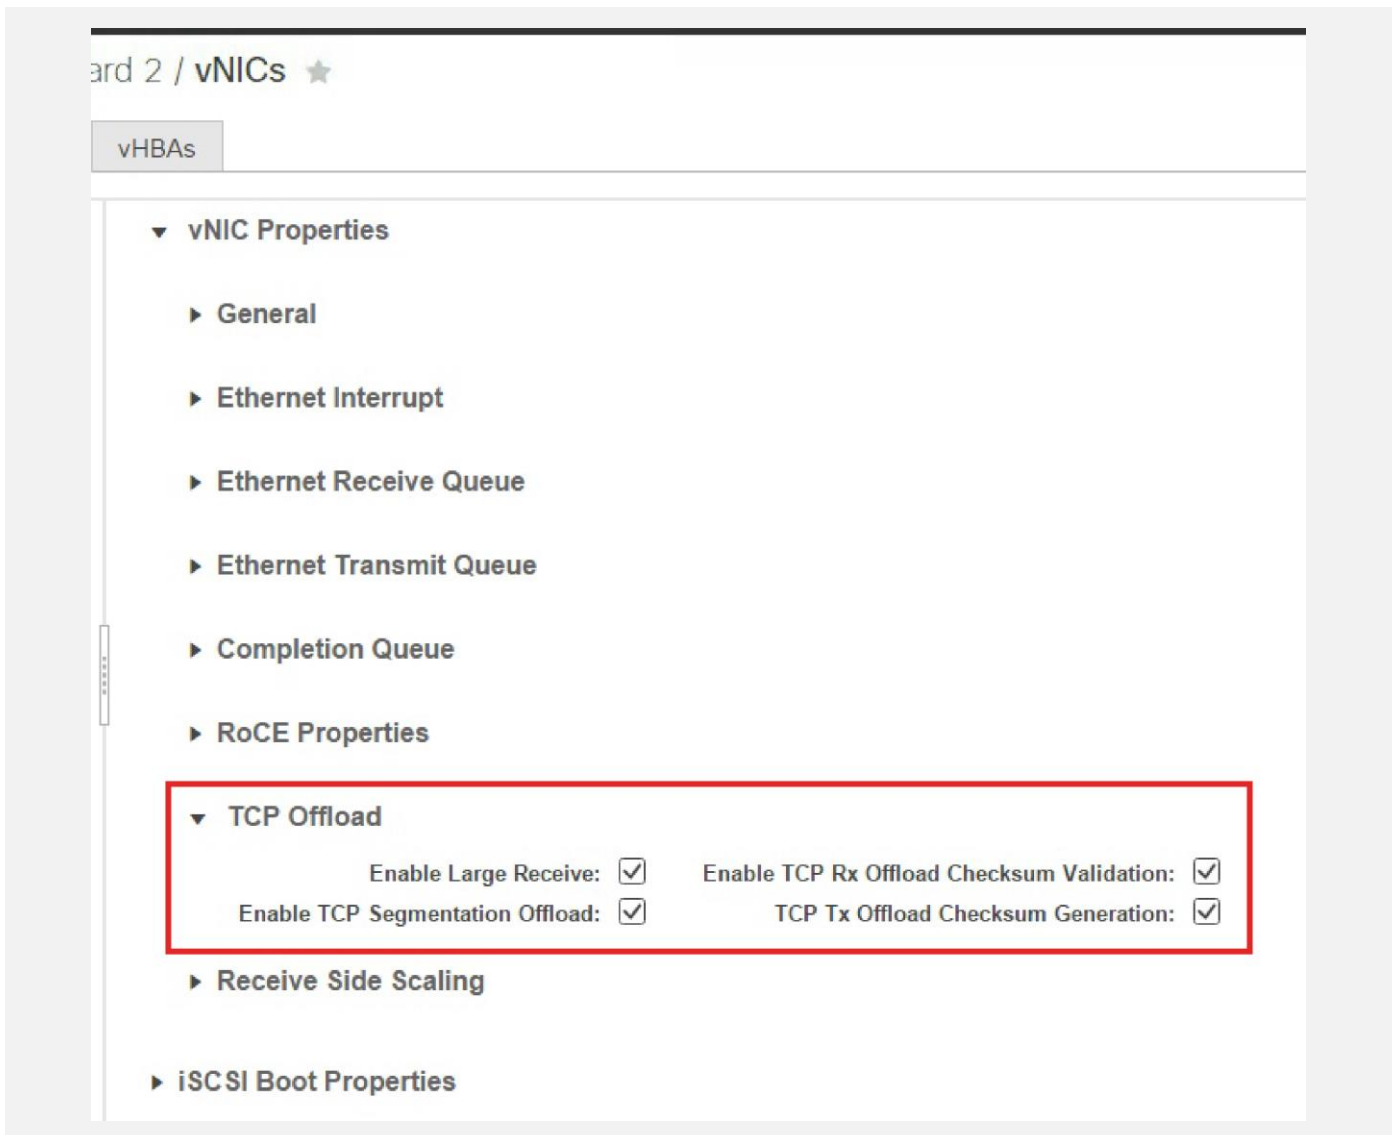 ard 2 / vNICs
vHBAs
vNIC Properties
General
Ethernet Interrupt
Ethernet Receive Queue
Ethernet Transmit Queue
Completion Queue
RoCE Properties
TCP Offload
Enable Large Receive: Enable TCP Rx Offload Checksum Validation:
Enable TCP Segmentation Offload: TCP Tx Offload Checksum Generation:
Receive Side Scaling
iSCSI Boot Properties